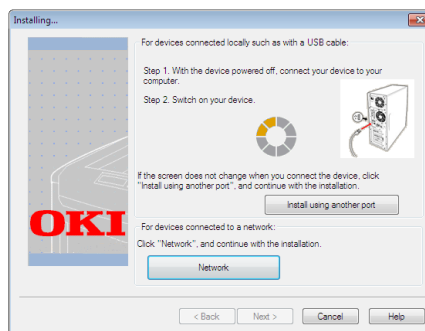 Installing...
For devices connected locally such as with a USB cable:
Step 1. With the device powered off, connect your device to your
computer.
Step 2. Switch on your device.
If the screen does not change when you connect the device, click
"Install using another port", and continue with the installation.
Install using another port
OKI
For devices connected to a network:
Click "Network", and continue with the installation.
Network
< Back
Next >
Cancel
Help